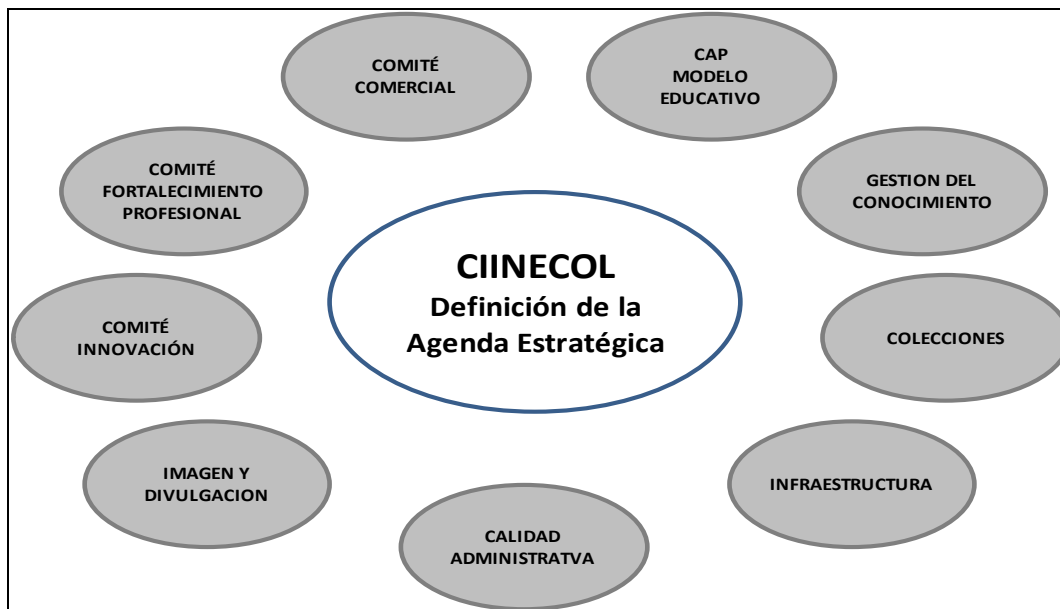 COMITÉ
COMERCIAL
CAP
MODELO
EDUCATIVO
COMITÉ
FORTALECIMIENTO
PROFESIONAL
GESTION DEL
CONOCIMIENTO
CIINECOL
Definición de la
Agenda Estratégica
COMITÉ
INNOVACIÓN
COLECCIONES
IMAGEN Y
DIVULGACION
INFRAESTRUCTURA
CALIDAD
ADMINISTRATVA